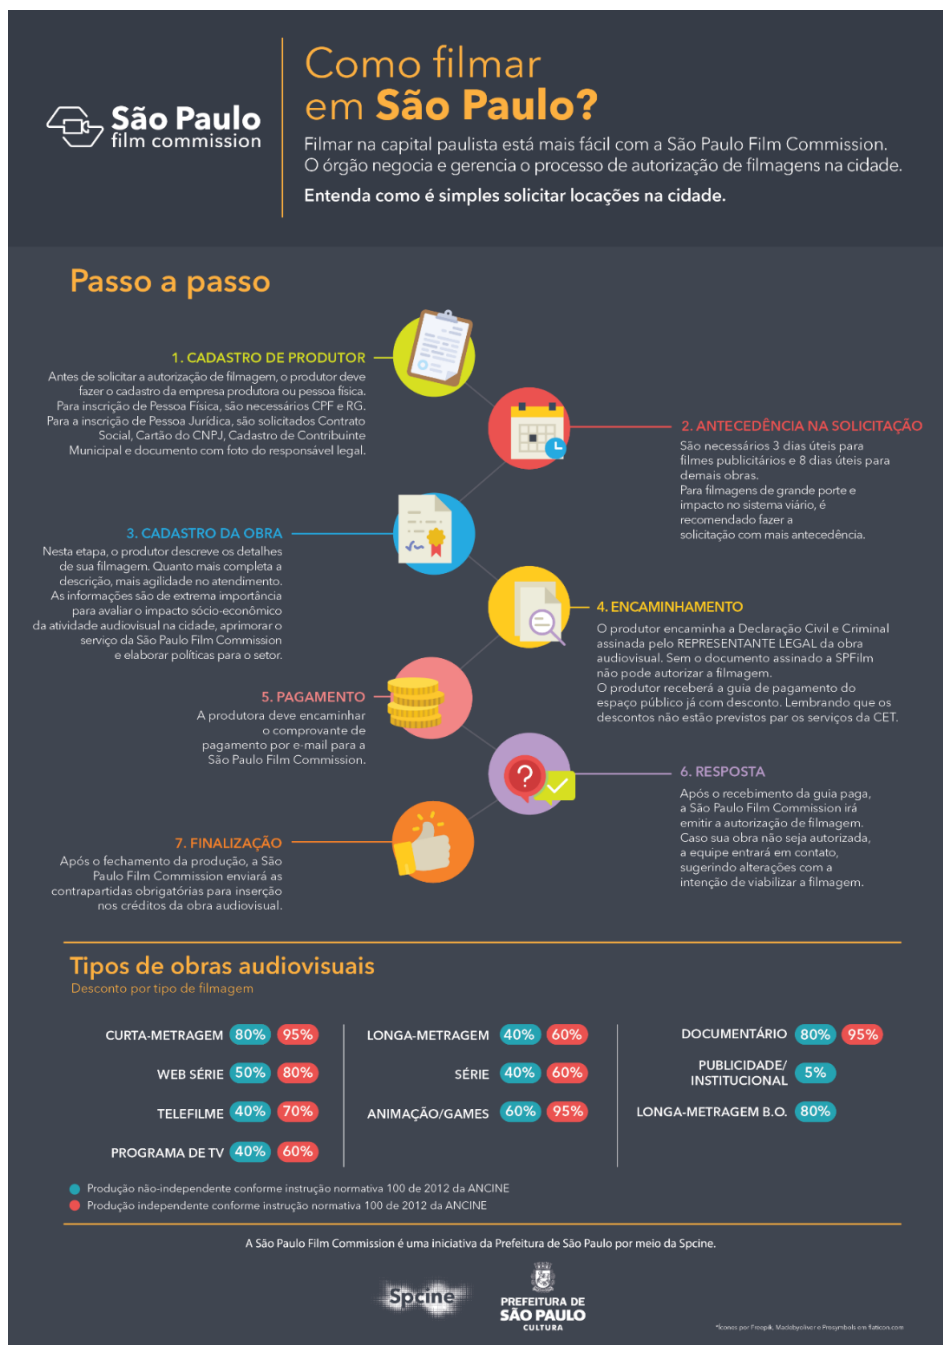 São Paulo
film commission
Como filmar
em São Paulo?
Filmar na capital paulista está mais fácil com a São Paulo Film Commission.
O órgão negocia e gerencia o processo de autorização de filmagens na cidade.
Entenda como é simples solicitar locações na cidade.
Passo a passo
1. CADASTRO DE PRODUTOR
Antes de solicitar a autorização de filmagem, o produtor deve
fazer o cadastro da empresa produtora ou pessoa física.
Para inscrição de Pessoa Física, são necessários CPF e RG.
Para a inscrição de Pessoa Jurídica, são solicitados Contrato
Social, Cartão do CNPJ, Cadastro de Contribuinte
Municipal e documento com foto do responsável legal.
2. ANTECEDÊNCIA NA SOLICITAÇÃO
São necessários 3 dias úteis para
filmes publicitários e 8 dias úteis para
demais obras.
Para filmagens de grande porte e
impacto no sistema viário, é
recomendado fazer a
solicitação com mais antecedência.
3. CADASTRO DA OBRA
Nesta etapa, o produtor descreve os detalhes
de sua filmagem. Quanto mais completa a
descrição, mais agilidade no atendimento.
As informações são de extrema importância
para avaliar o impacto sócio-econômico
da atividade audiovisual na cidade, aprimorar o
serviço da São Paulo Film Commission
e elaborar políticas para o setor.
4. ENCAMINHAMENTO
O produtor encaminha a Declaração Civil e Criminal
assinada pelo REPRESENTANTE LEGAL da obra
audiovisual. Sem o documento assinado a SPFilm
não pode autorizar a filmagem.
O produtor receberá a guia de pagamento do
espaço público já com desconto. Lembrando que os
descontos não estão previstos par os serviços da CET.
5. PAGAMENTO
A produtora deve encaminhar
o comprovante de
pagamento por e-mail para a
São Paulo Film Commission.
6. RESPOSTA
Após o recebimento da guia paga,
a São Paulo Film Commission irá
emitir a autorização de filmagem.
Caso sua obra não seja autorizada,
a equipe entrará em contato,
sugerindo alterações com a
intenção de viabilizar a filmagem.
7. FINALIZAÇÃO
Após o fechamento da produção, a São
Paulo Film Commission enviará as
contrapartidas obrigatórias para inserção
nos créditos da obra audiovisual.
Tipos de obras audiovisuais
Desconto por tipo de filmagem
CURTA-METRAGEM 80% 95%
WEB SÉRIE 50% 80%
TELEFILME 40% 70%
PROGRAMA DE TV 40% 60%
LONGA-METRAGEM 40% 60%
SÉRIE 40% 60%
ANIMAÇÃO/GAMES 60% 95%
DOCUMENTÁRIO 80% 95%
PUBLICIDADE/
INSTITUCIONAL 5%
LONGA-METRAGEM B.O. 80%
Produção não-independente conforme instrução normativa 100 de 2012 da ANCINE
Produção independente conforme instrução normativa 100 de 2012 da ANCINE
A São Paulo Film Commission é uma iniciativa da Prefeitura de São Paulo por meio da Spcine.
Spcine
PREFEITURA DE
SÃO PAULO
CULTURA
*Ícones por Freepik, Madebyoliver e Prosymbols em flaticon.com